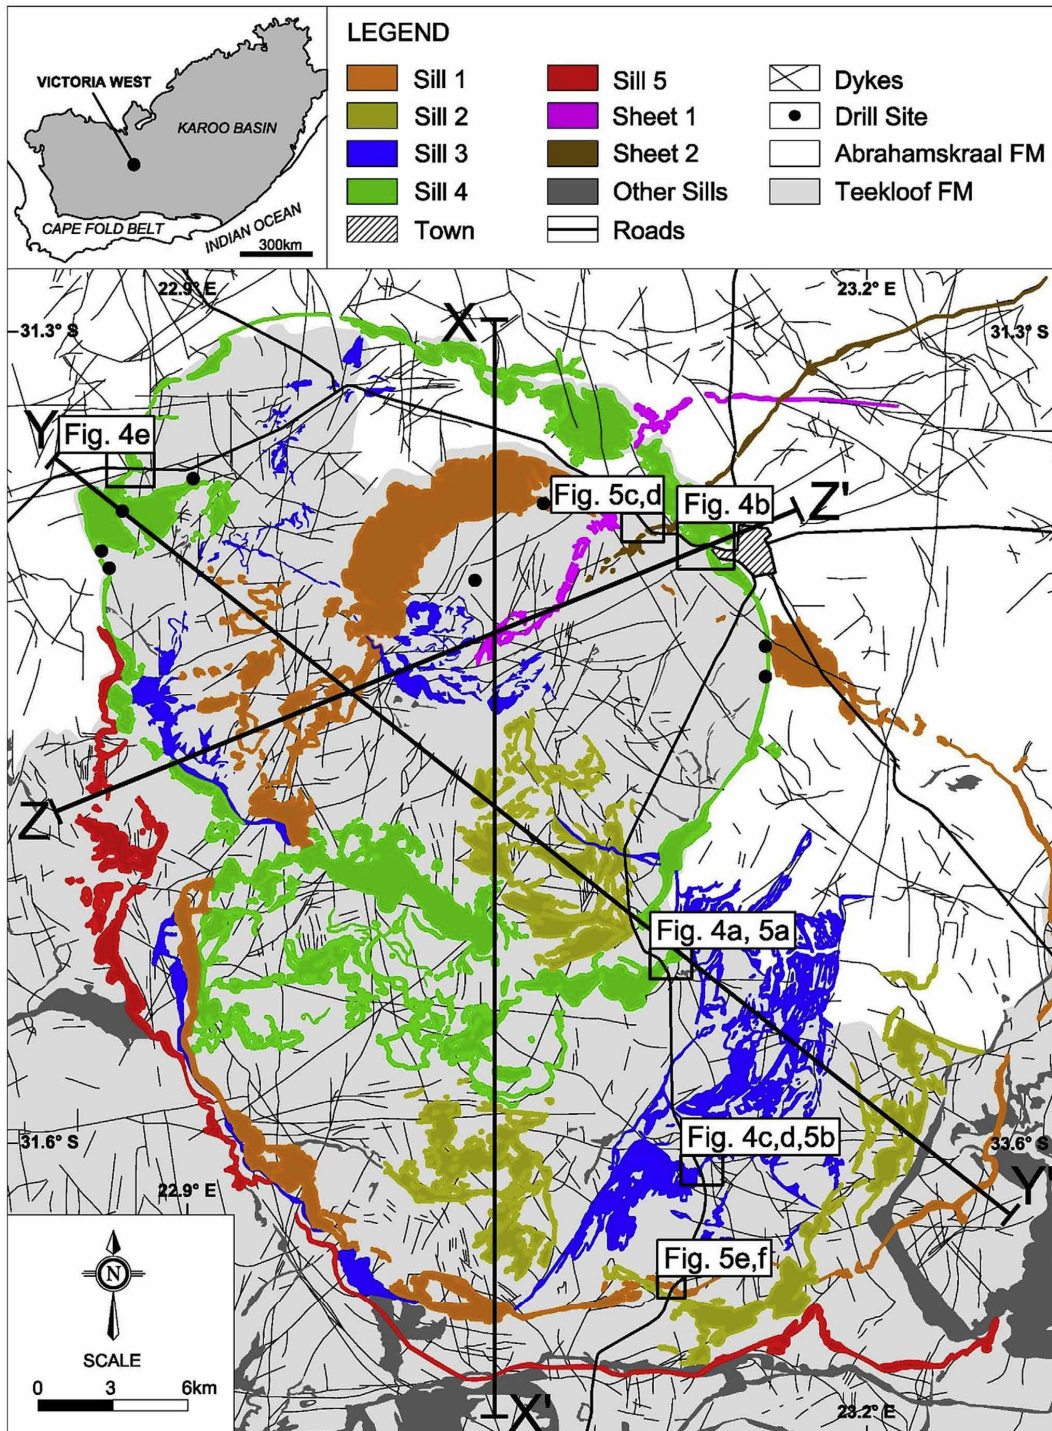 VICTORIA WEST
KAROO BASIN
CAPE FOLD BELT
INDIAN OCEAN
300km
LEGEND
Sill 1
Sill 2
Sill 3
Sill 4
Town
Sill 5
Sheet 1
Sheet 2
Other Sills
Roads
Dykes
Drill Site
Abrahamskraal FM
Teekloof FM
22.9° E
23.2° E
31.3° S
31.3° S
X
Y
Fig. 4e
Fig. 5c,d
Fig. 4b
Z'
Z
Fig. 4a, 5a
31.6° S
Fig. 4c,d,5b
33.6° S
22.9° E
Y'
Fig. 5e,f
N
SCALE
0 3 6km
X'
23.2° E